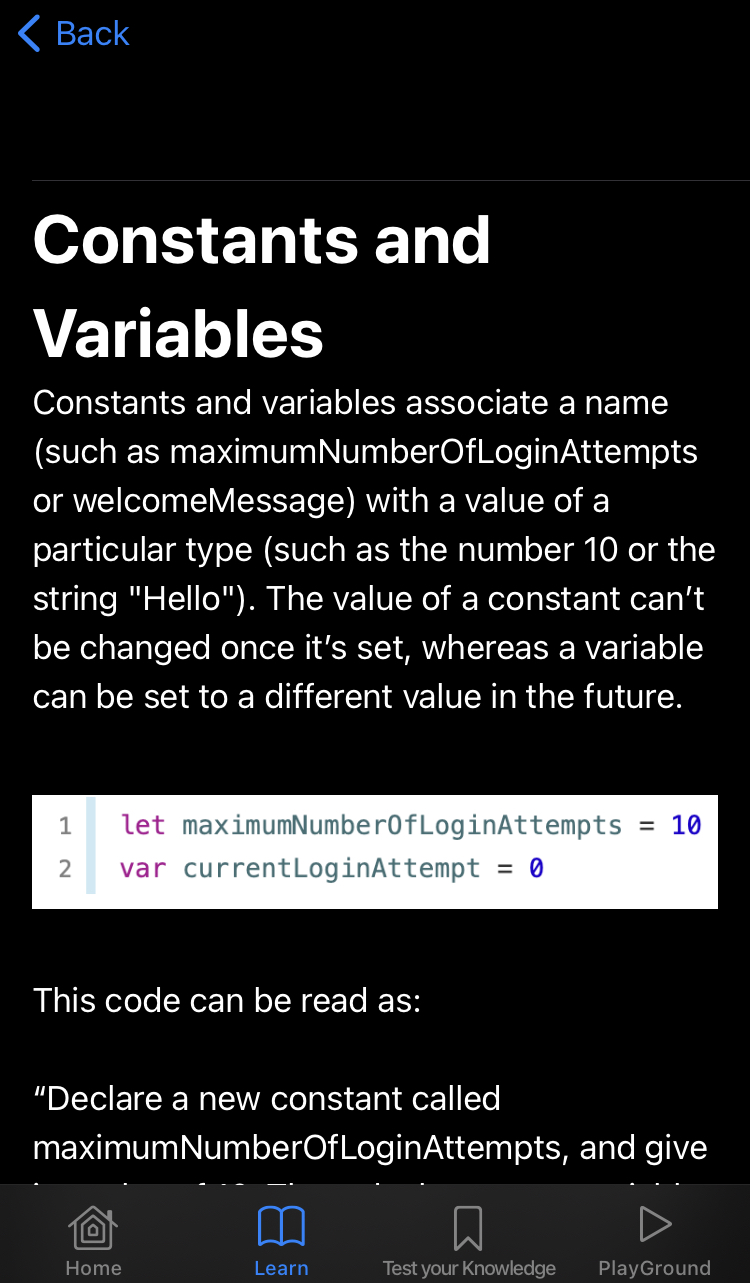 Back
Constants and
Variables
Constants and variables associate a name
(such as maximumNumberOfLoginAttempts
or welcomeMessage) with a value of a
particular type (such as the number 10 or the
string "Hello"). The value of a constant can’t
be changed once it’s set, whereas a variable
can be set to a different value in the future.
1 let maximumNumberOfLoginAttempts = 10
2 var currentLoginAttempt = 0
This code can be read as:
“Declare a new constant called
maximumNumberOfLoginAttempts, and give
Home Learn Test your Knowledge PlayGround